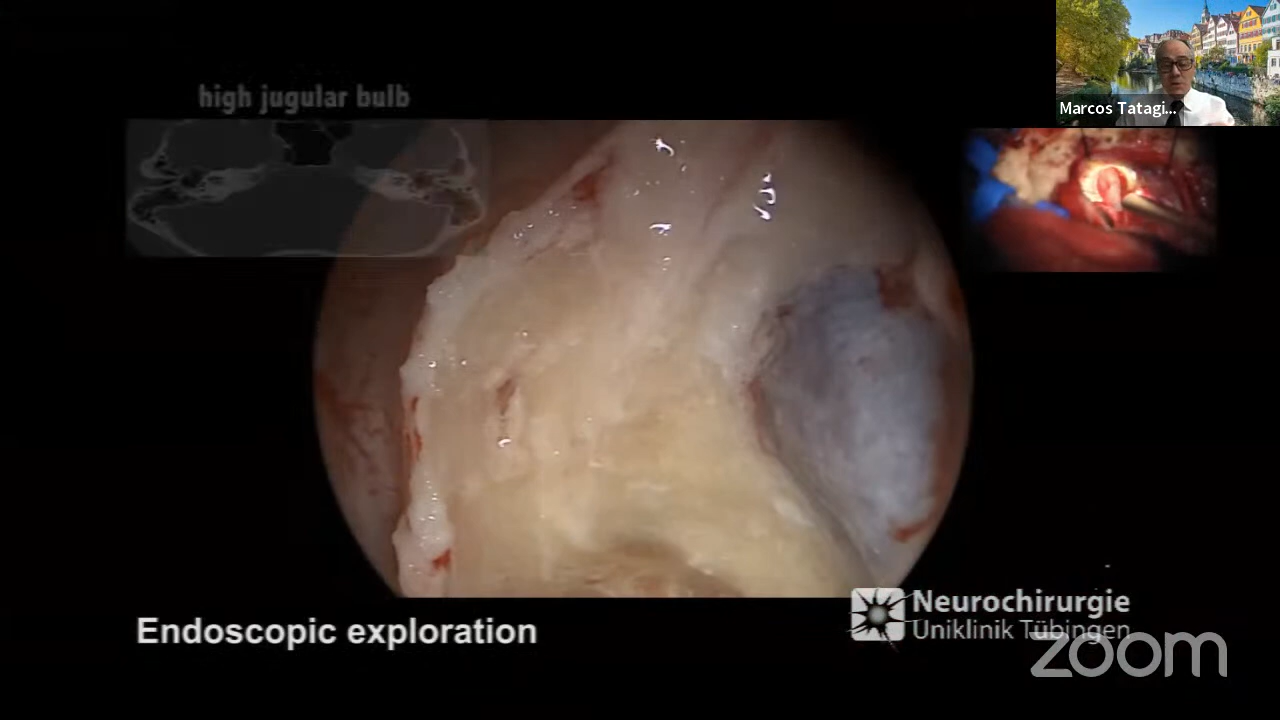 high jugular bulb
Marcos Tatagi...
Endoscopic exploration
Neurochirurgie
Uniklinik Tübingen
zoom